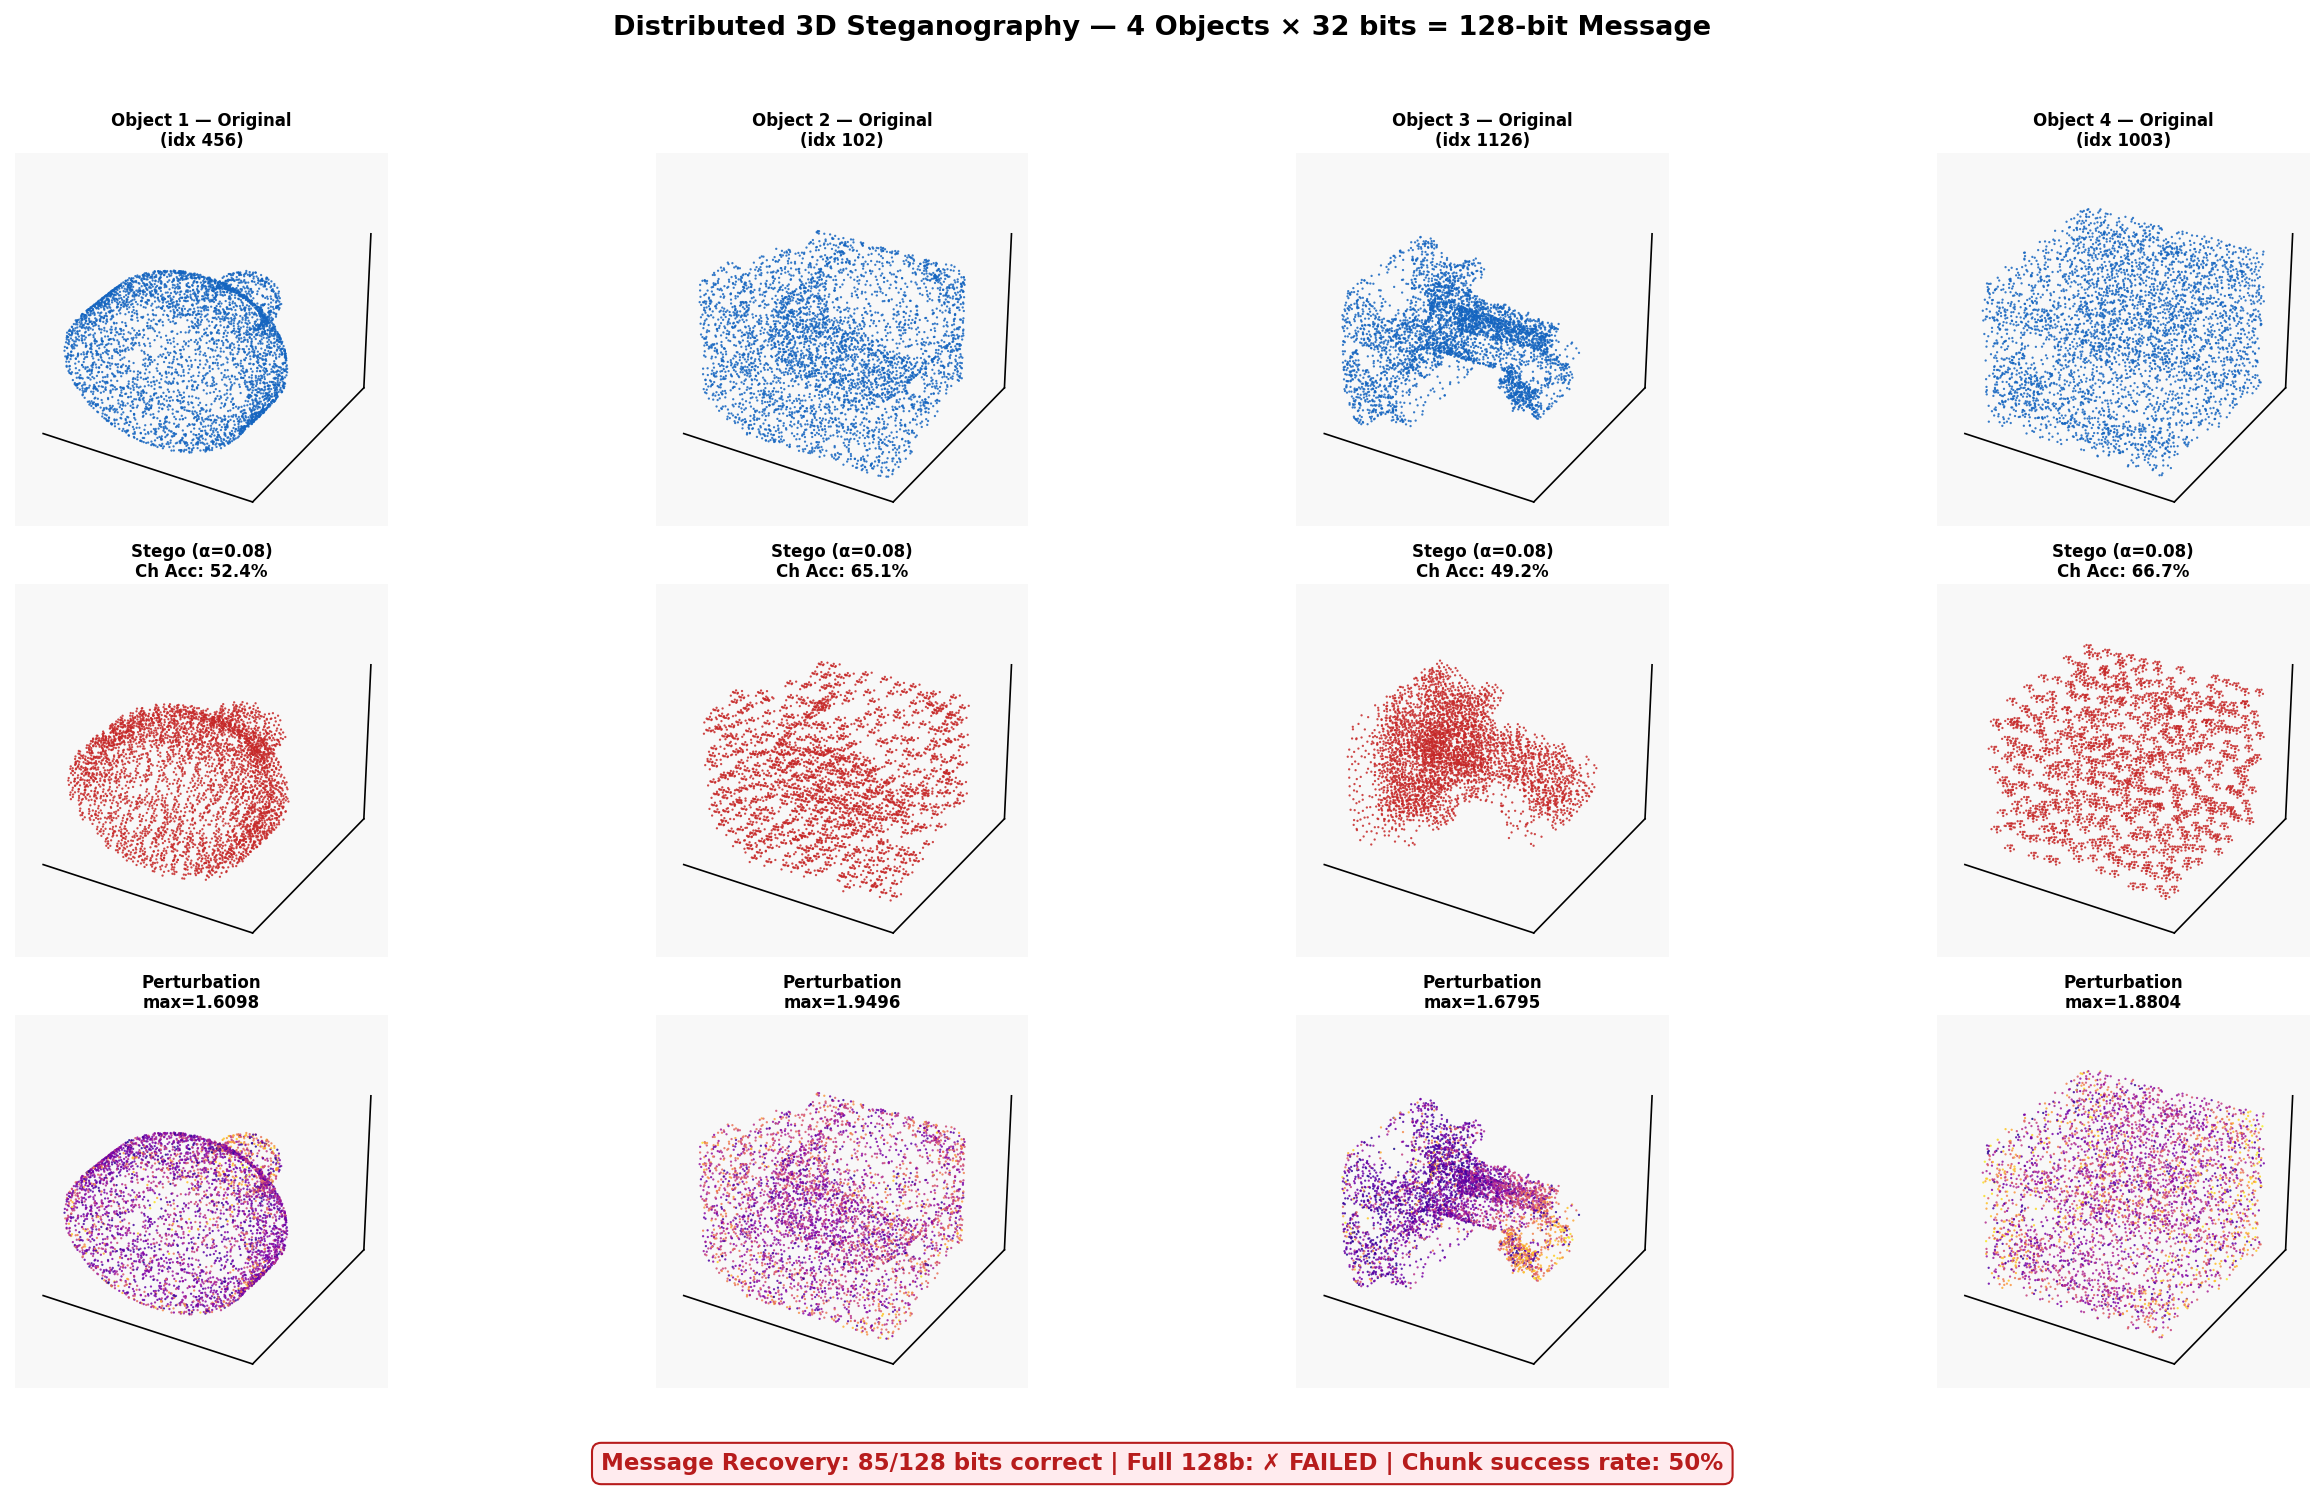 Distributed 3D Steganography — 4 Objects × 32 bits = 128-bit Message
Object 1 — Original
(idx 456)
Object 2 — Original
(idx 102)
Object 3 — Original
(idx 1126)
Object 4 — Original
(idx 1003)
Stego (α=0.08)
Ch Acc: 52.4%
Stego (α=0.08)
Ch Acc: 65.1%
Stego (α=0.08)
Ch Acc: 49.2%
Stego (α=0.08)
Ch Acc: 66.7%
Perturbation
max=1.6098
Perturbation
max=1.9496
Perturbation
max=1.6795
Perturbation
max=1.8804
Message Recovery: 85/128 bits correct | Full 128b: ✗ FAILED | Chunk success rate: 50%